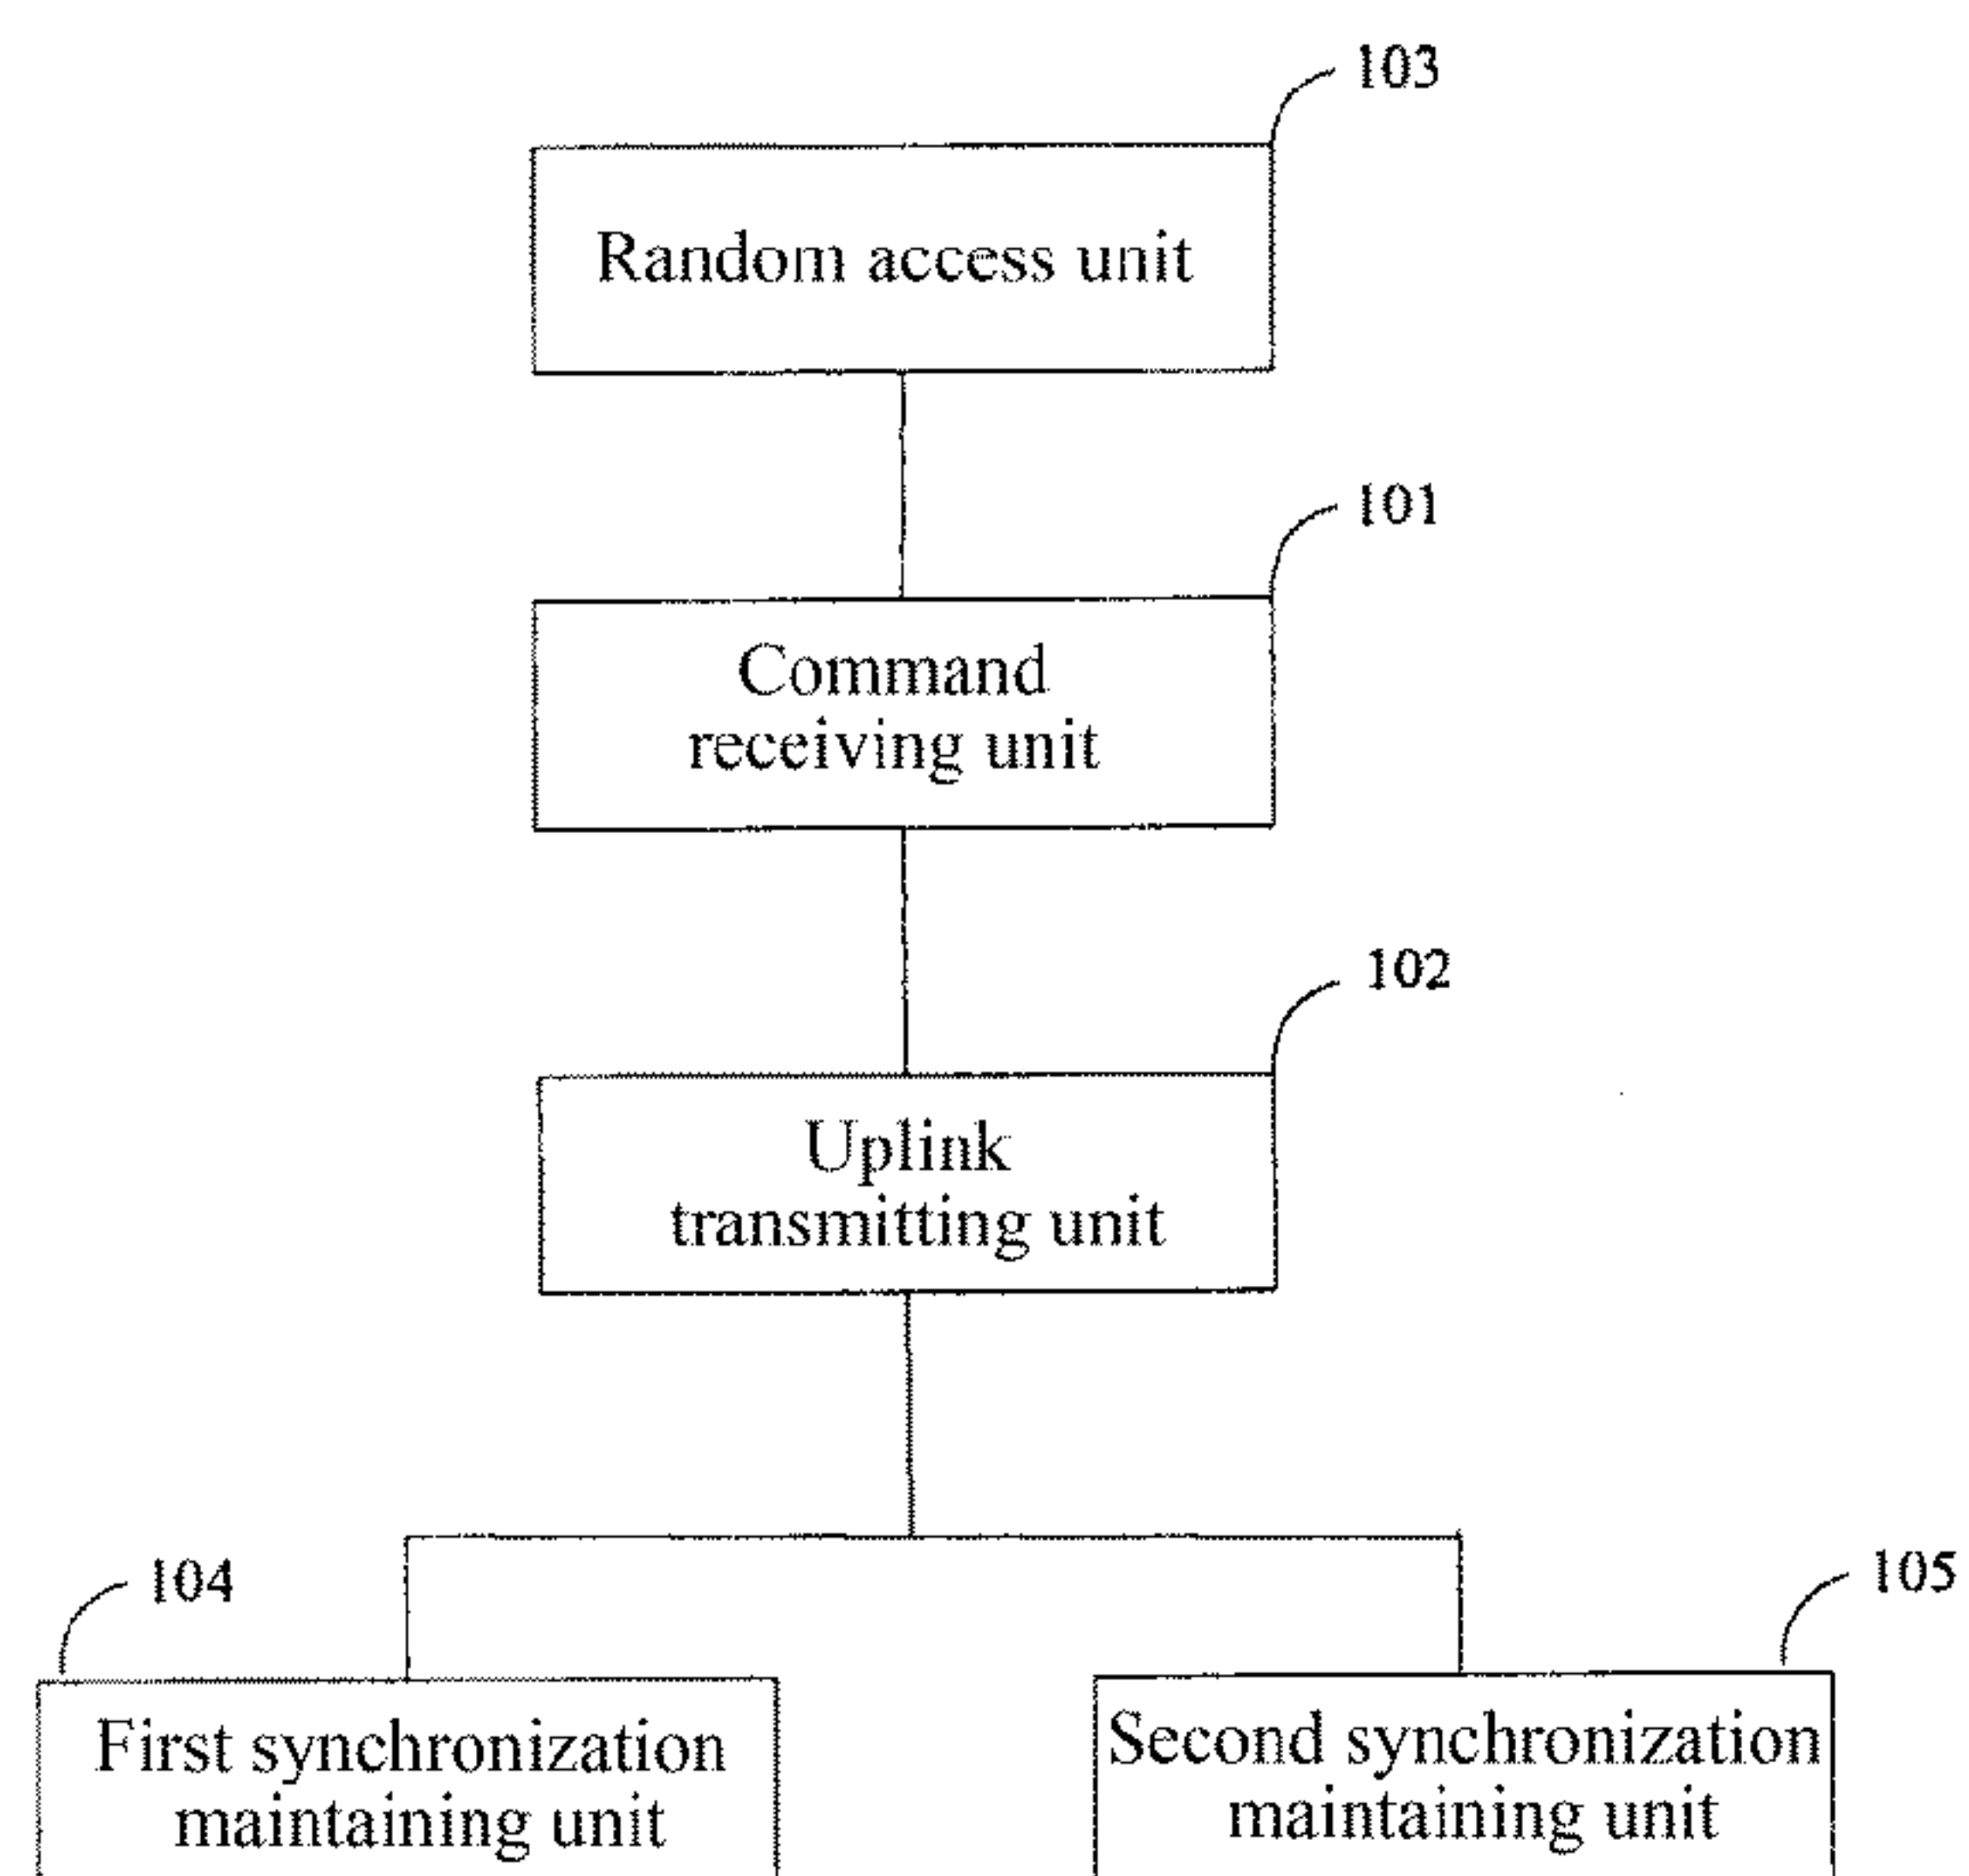 103
Random access unit
101
Command
receiving unit
102
Uplink
transmitting unit
104
105
First synchronization
maintaining unit
Second synchronization
maintaining unit